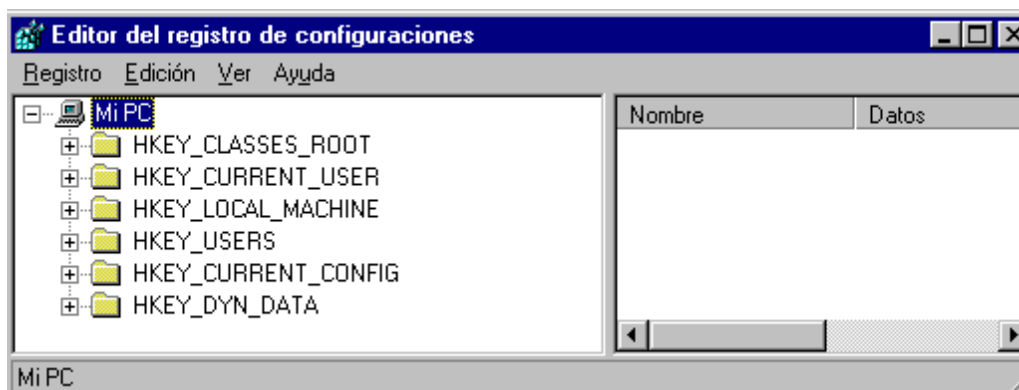 Editor del registro de configuraciones
Registro Edición Ver Ayuda
Mi PC
HKEY_CLASSES_ROOT
HKEY_CURRENT_USER
HKEY_LOCAL_MACHINE
HKEY_USERS
HKEY_CURRENT_CONFIG
HKEY_DYN_DATA
Nombre Datos
Mi PC